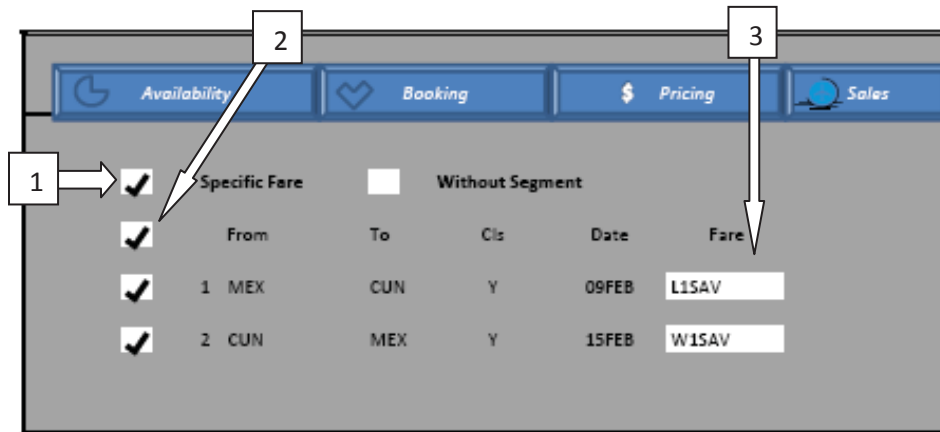 2
3
Availability Booking $ Pricing Sales
1
Specific Fare Without Segment
From To Cls Date Fare
1 MEX CUN Y 09FEB L1SAV
2 CUN MEX Y 15FEB W1SAV